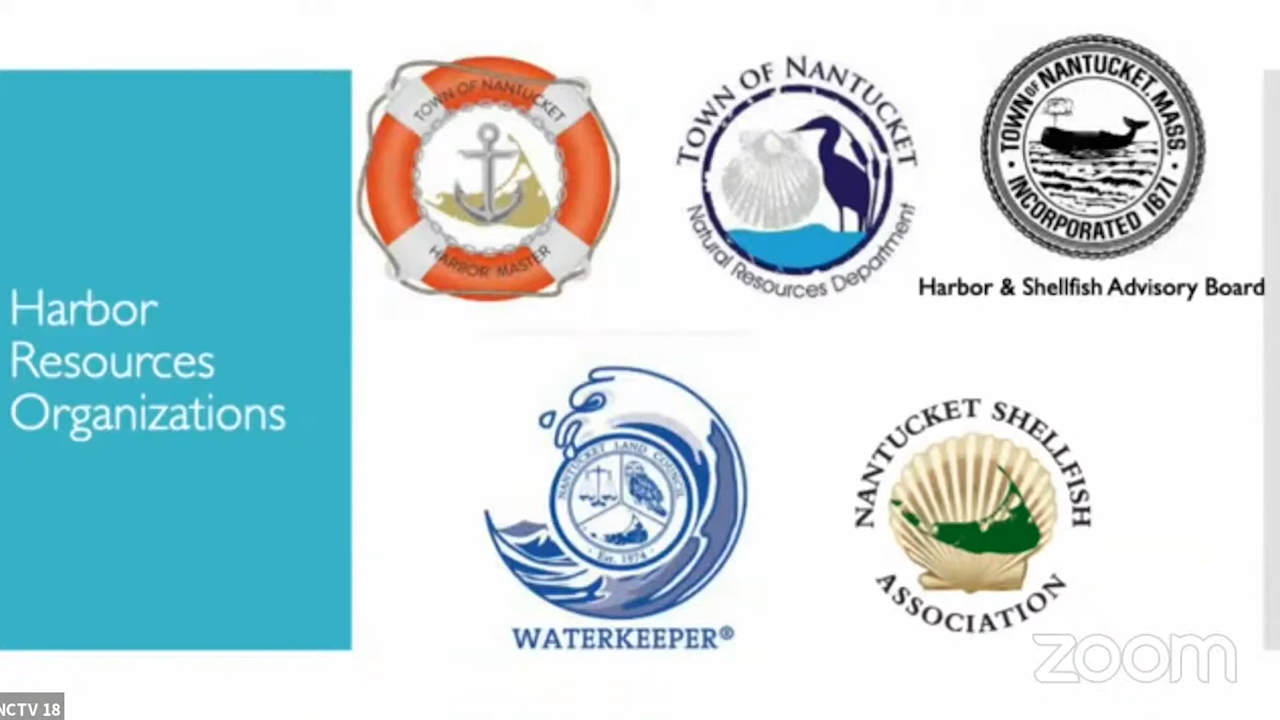 Harbor
Resources
Organizations
TOWN OF NANTUCKET
HARBOR MASTER
TOWN OF NANTUCKET
Natural Resources Department
TOWN OF NANTUCKET, MASS.
• INCORPORATED 1671 •
Harbor & Shellfish Advisory Board
NANTUCKET LAND COUNCIL
• Est. 1974 •
WATERKEEPER®
NANTUCKET SHELLFISH
ASSOCIATION
zoom
NCTV 18